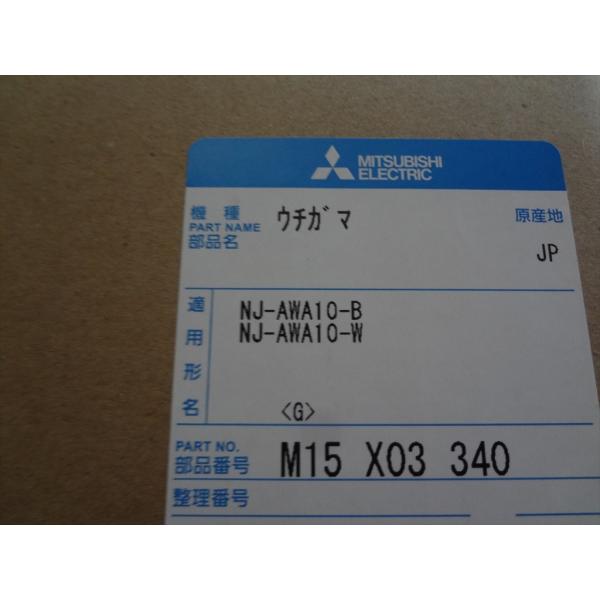 MITSUBISHI
ELECTRIC
機種
PART NAME
部品名
ウチガマ
原産地
JP
適用形名
NJ-AWA10-B
NJ-AWA10-W
<G>
PART NO.
部品番号
M15 X03 340
整理番号